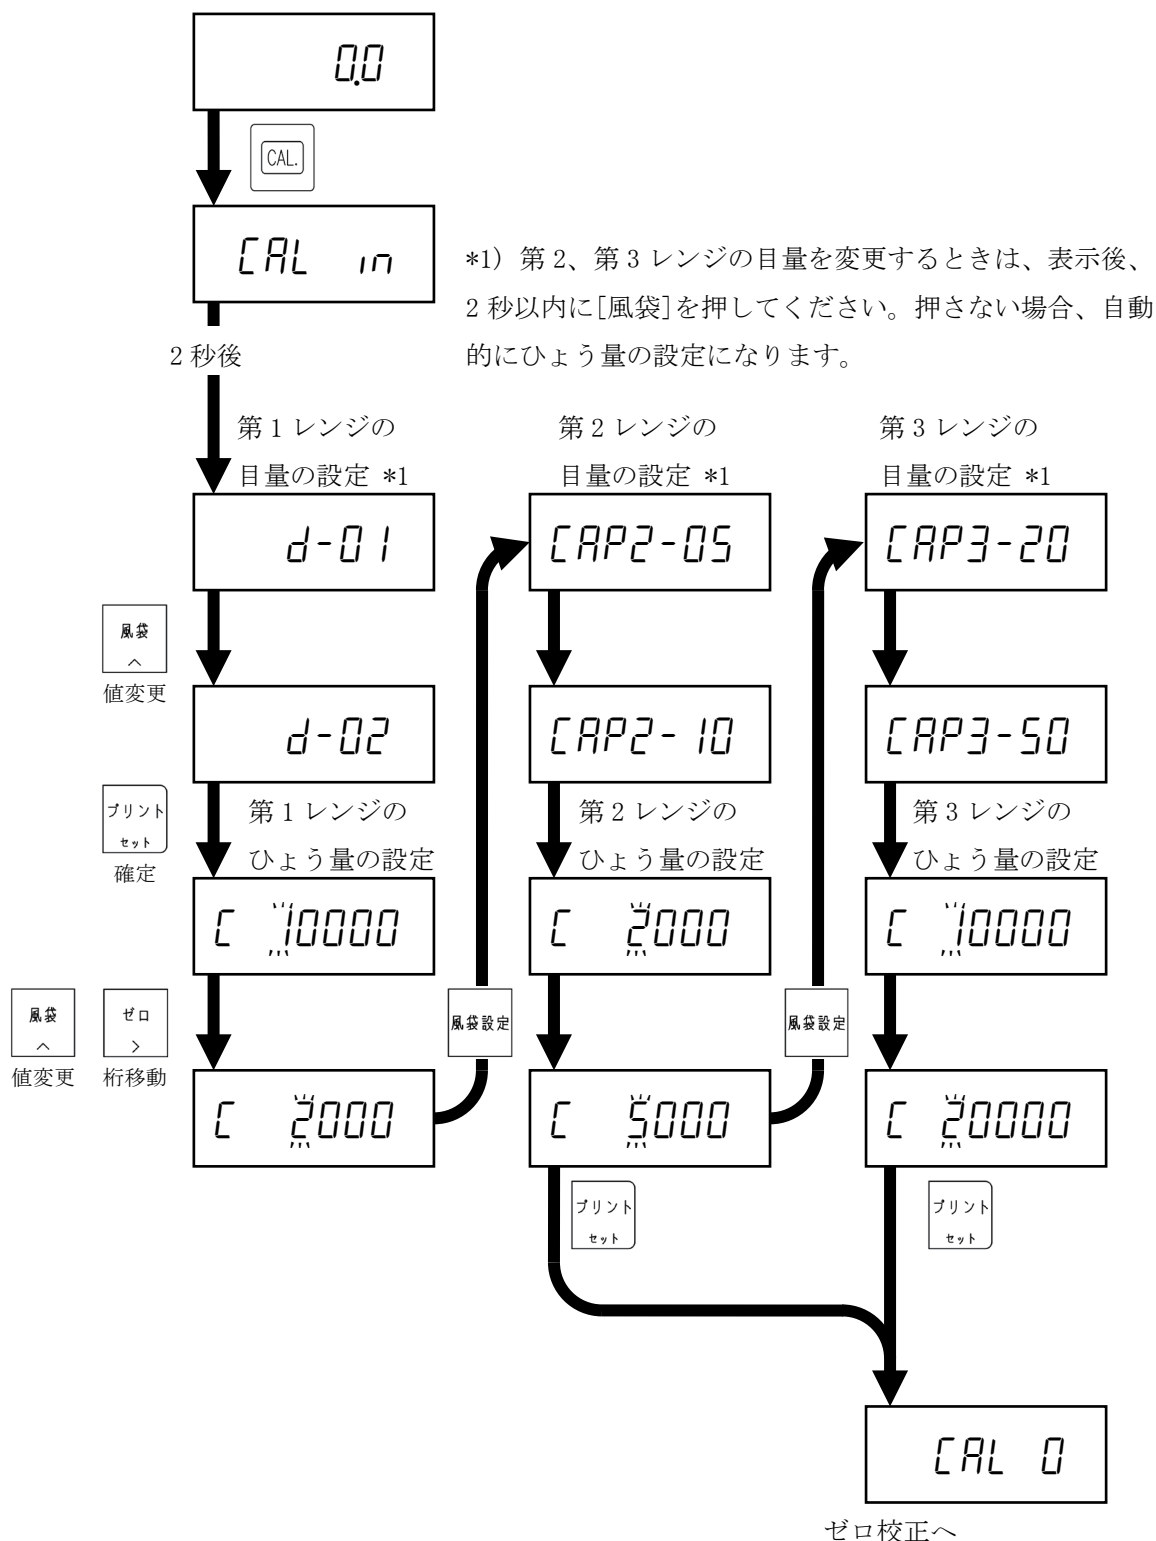 0.0
CAL.
CAL in
*1) 第2、第3レンジの目量を変更するときは、表示後、
2秒以内に[風袋]を押してください。押さない場合、自動
的にひょう量の設定になります。
2秒後
第1レンジの
目量の設定 *1
第2レンジの
目量の設定 *1
第3レンジの
目量の設定 *1
d-01
CAP2-05
CAP3-20
風袋
^
値変更
d-02
CAP2-10
CAP3-50
プリント
セット
確定
第1レンジの
ひょう量の設定
第2レンジの
ひょう量の設定
第3レンジの
ひょう量の設定
C 10000
C 2000
C 10000
風袋
^
値変更
ゼロ
>
桁移動
風袋設定
風袋設定
C 2000
C 5000
C 20000
プリント
セット
プリント
セット
CAL 0
ゼロ校正へ